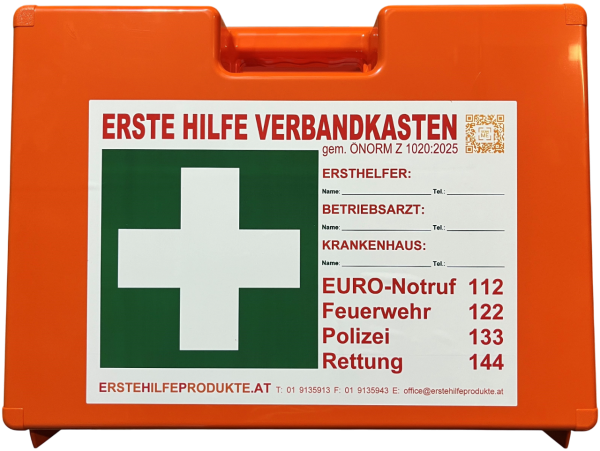 ERSTE HILFE VERBANDKASTEN
gem. ÖNORM Z 1020:2025
ERSTHELFER:
Name: Tel.:
BETRIEBSARZT:
Name: Tel.:
KRANKENHAUS:
Name: Tel.:
EURO-Notruf 112
Feuerwehr 122
Polizei 133
Rettung 144
ERSTEHILFEPRODUKTE.AT T: 01 9135913 F: 01 9135943 E: office@erstehilfeprodukte.at